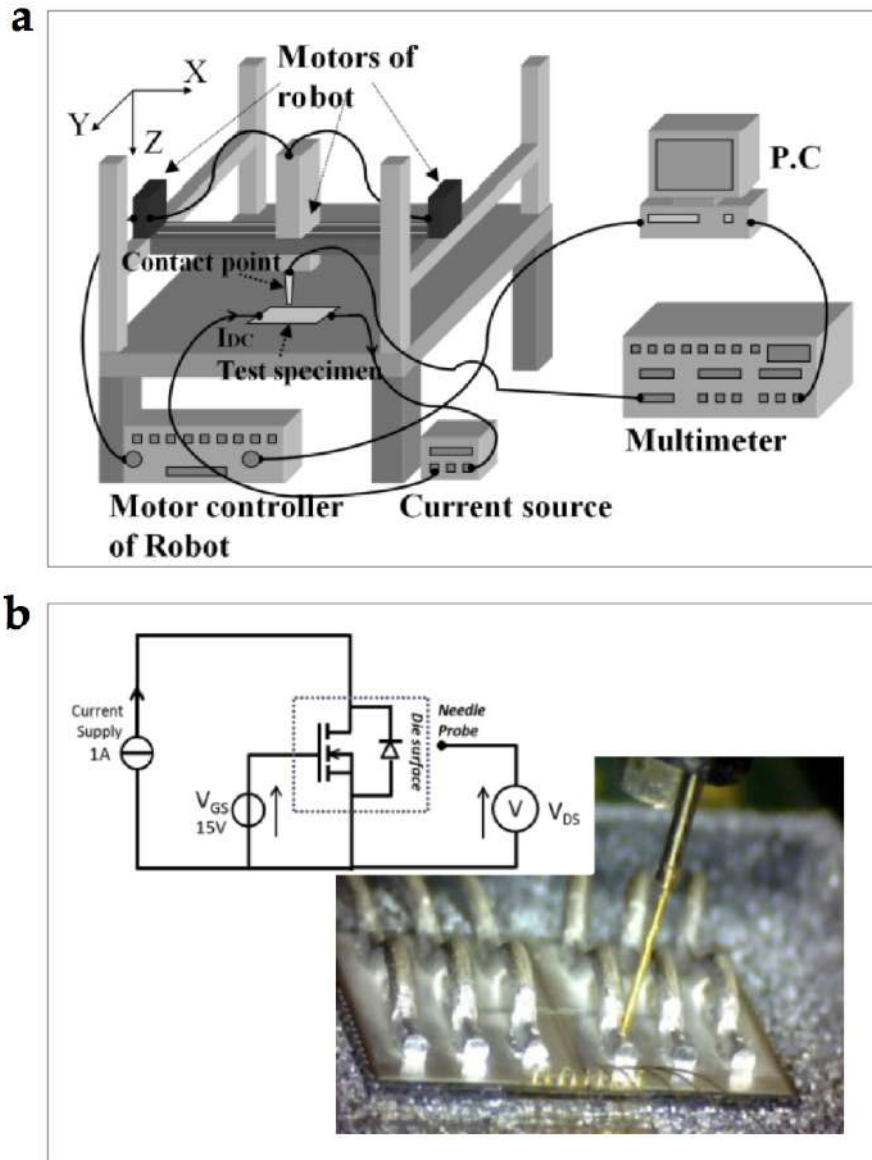 a
Motors of
robot
X
Y
Z
P.C
Contact point
IDC
Test specimen
Multimeter
Motor controller
of Robot
Current source
b
Current
Supply
1A
VGS
15V
Die surface
Needle
Probe
V
VDS